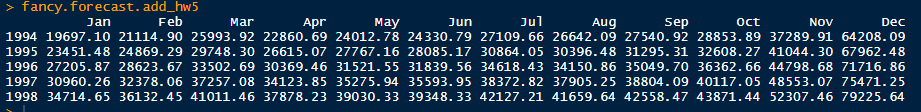 > fancy.forecast.add_hw5
Jan Feb Mar Apr May Jun Jul Aug Sep Oct Nov Dec
1994 19697.10 21114.90 25993.92 22860.69 24012.78 24330.79 27109.66 26642.09 27540.92 28853.89 37289.91 64208.09
1995 23451.48 24869.29 29748.30 26615.07 27767.16 28085.17 30864.05 30396.48 31295.31 32608.27 41044.30 67962.48
1996 27205.87 28623.67 33502.69 30369.46 31521.55 31839.56 34618.43 34150.86 35049.70 36362.66 44798.68 71716.86
1997 30960.26 32378.06 37257.08 34123.85 35275.94 35593.95 38372.82 37905.25 38804.09 40117.05 48553.07 75471.25
1998 34714.65 36132.45 41011.46 37878.23 39030.33 39348.33 42127.21 41659.64 42558.47 43871.44 52307.46 79225.64